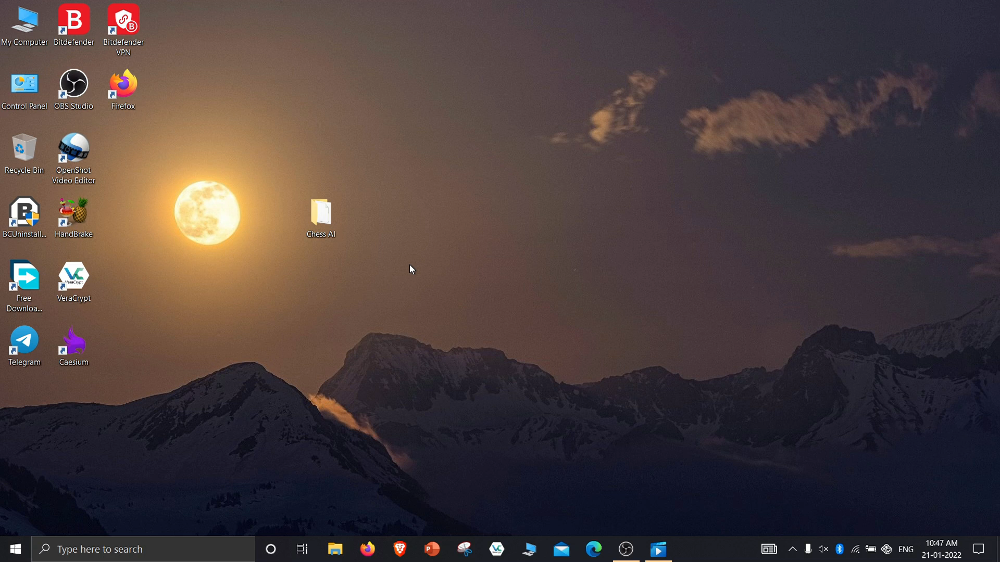 My Computer
Bitdefender
Bitdefender
VPN
Control Panel
OBS Studio
Firefox
Recycle Bin
OpenShot
Video Editor
BCUninstall...
HandBrake
Chess AI
Free
Downloa...
VeraCrypt
VeraCrypt
Telegram
Caesium
Type here to search
ENG
10:47 AM
21-01-2022